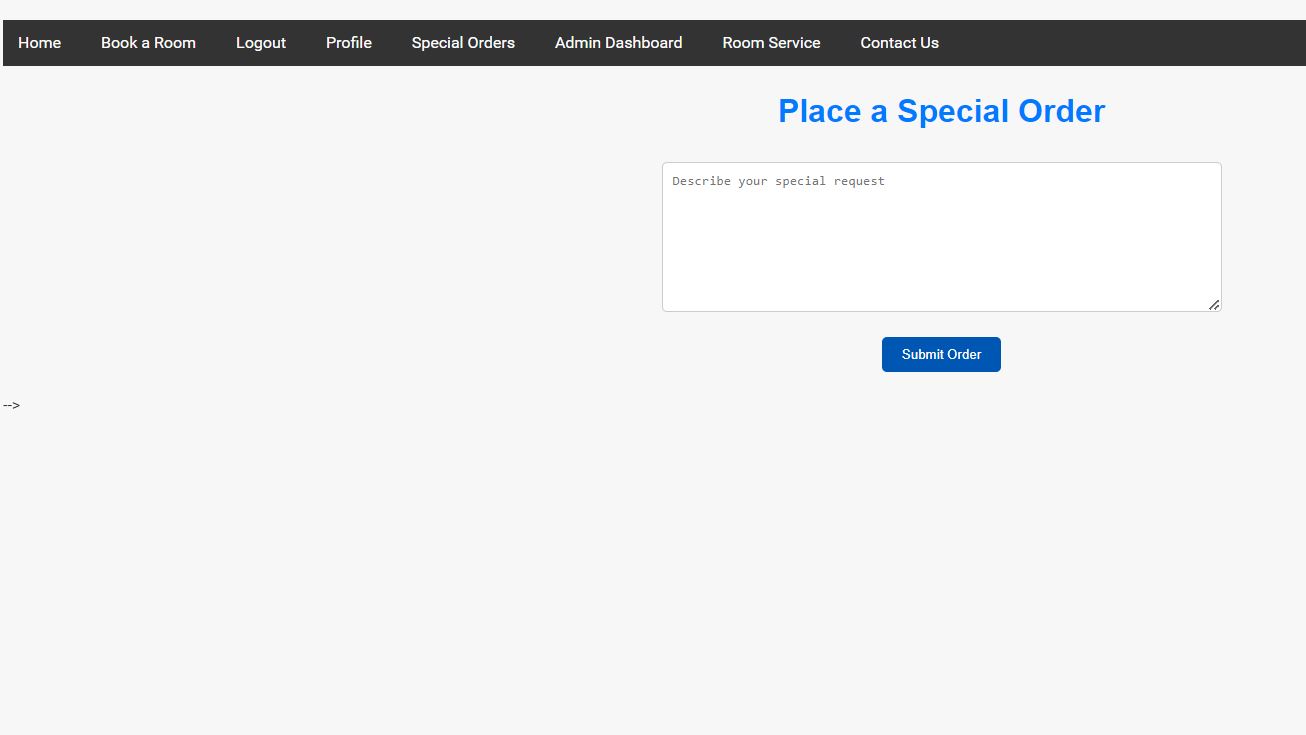 Home Book a Room Logout Profile Special Orders Admin Dashboard Room Service Contact Us
Place a Special Order
Describe your special request
Submit Order
-->